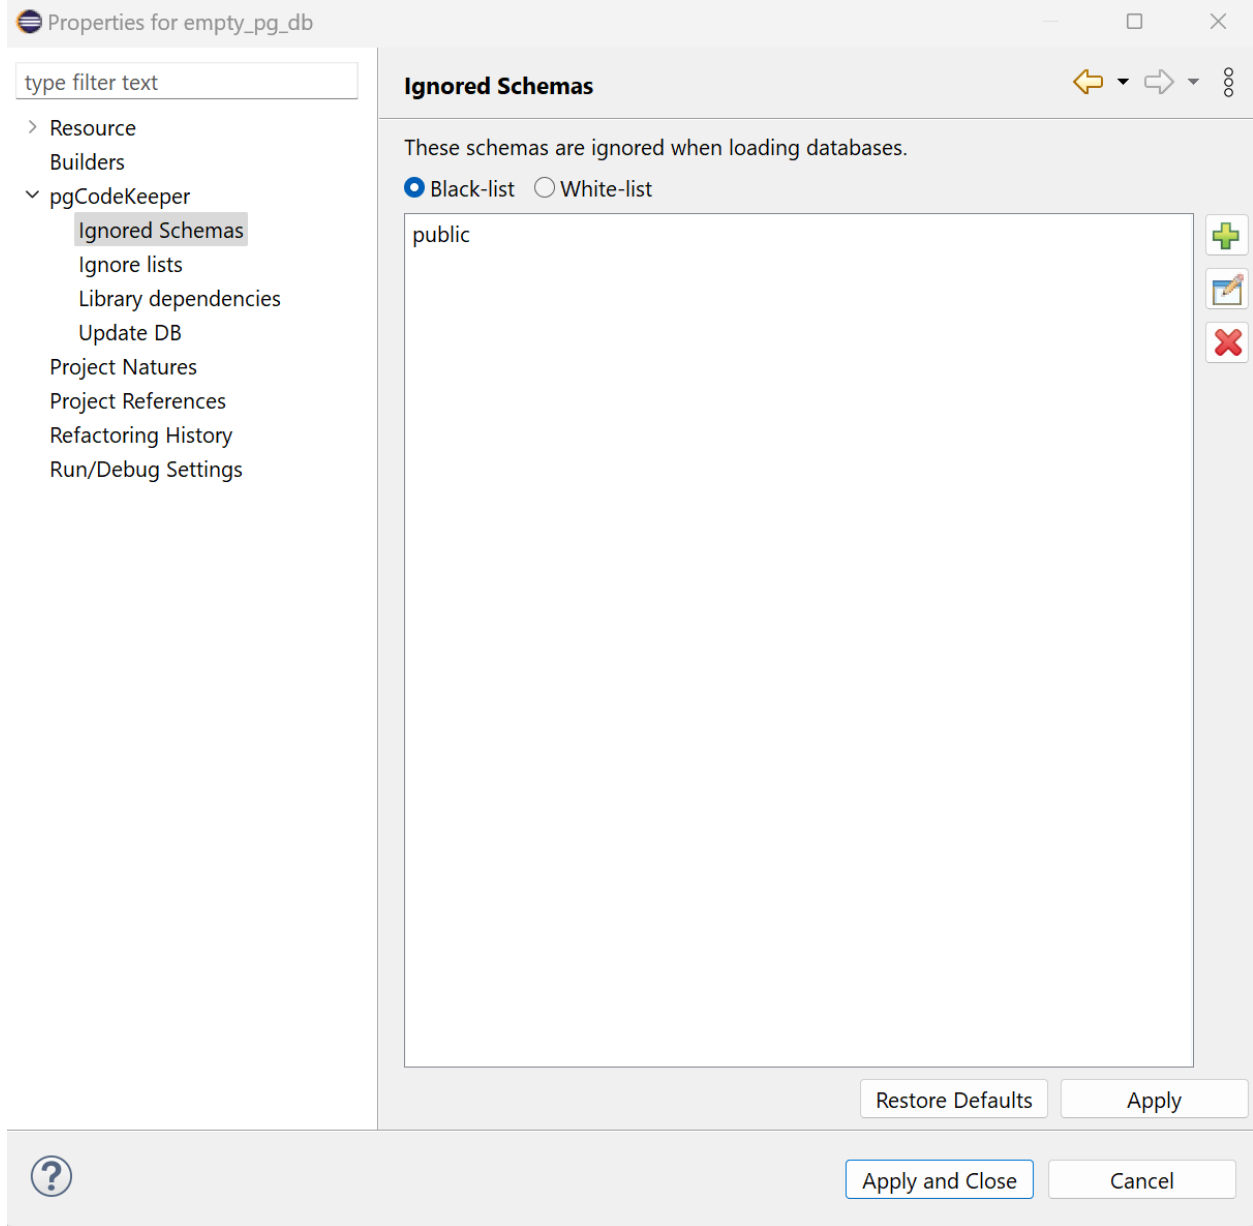 Properties for empty_pg_db
type filter text
Resource
Builders
pgCodeKeeper
Ignored Schemas
Ignore lists
Library dependencies
Update DB
Project Natures
Project References
Refactoring History
Run/Debug Settings
Ignored Schemas
These schemas are ignored when loading databases.
Black-list White-list
public
Restore Defaults Apply
? Apply and Close Cancel